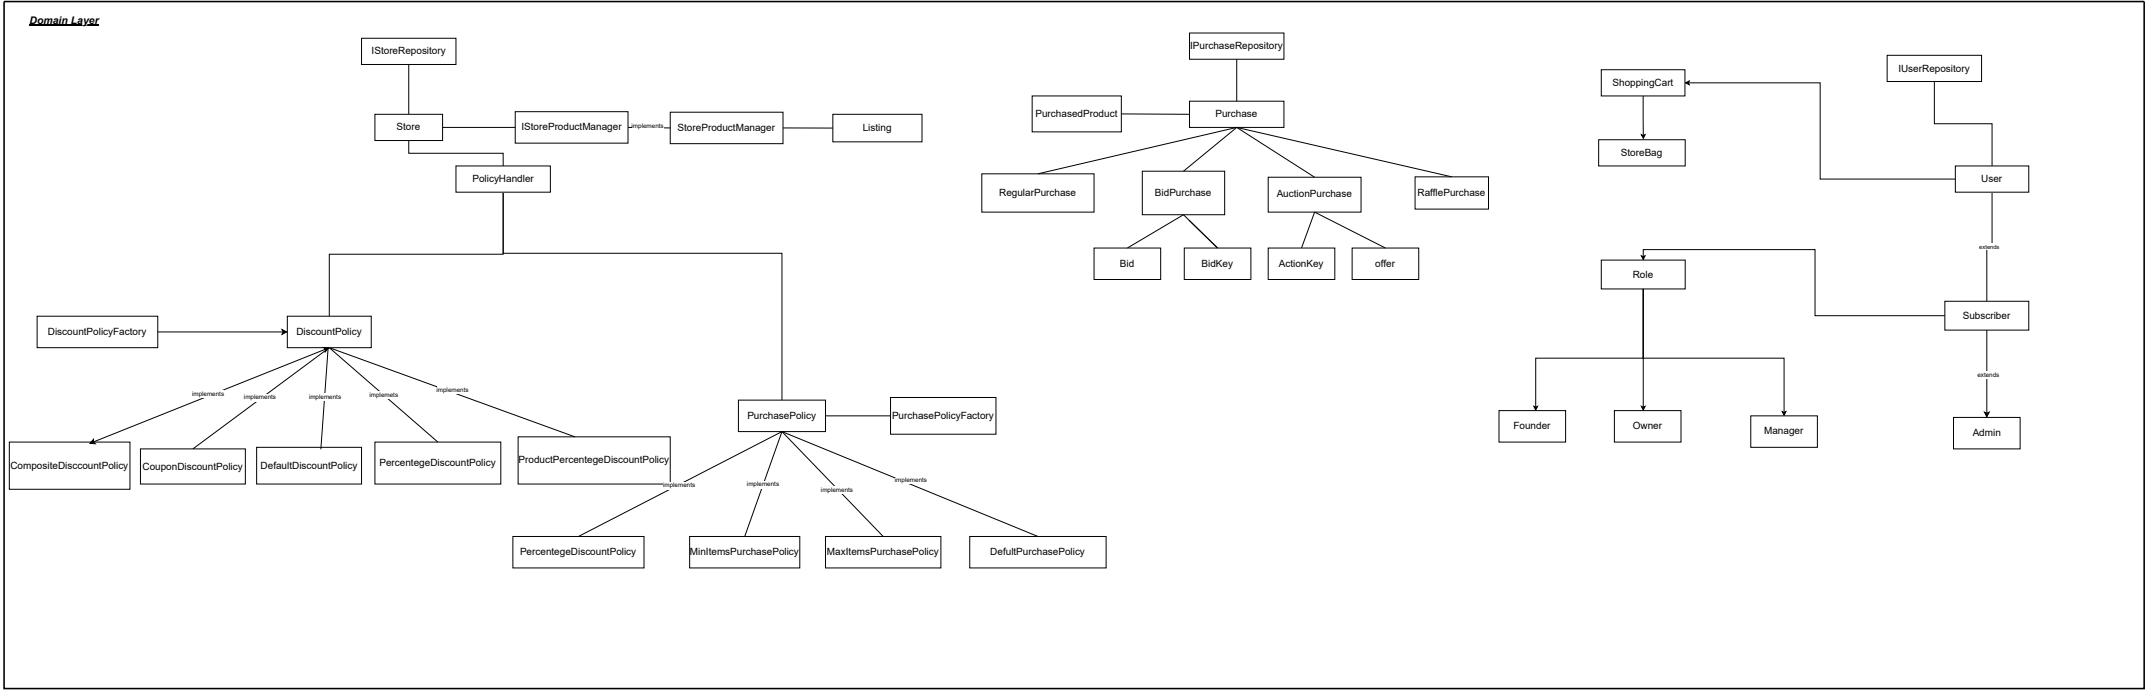 Domain Layer
IStoreRepository
IPurchaseRepository
IUserRepository
ShoppingCart
PurchasedProduct
Purchase
Store
IStoreProductManager
implements
StoreProductManager
Listing
StoreBag
PolicyHandler
User
RegularPurchase
BidPurchase
AuctionPurchase
RafflePurchase
extends
Bid
BidKey
ActionKey
offer
Role
Subscriber
DiscountPolicyFactory
DiscountPolicy
extends
implements
implements
implements
implemets
implements
PurchasePolicy
PurchasePolicyFactory
Founder
Owner
Manager
Admin
CompositeDisccountPolicy
CouponDiscountPolicy
DefaultDiscountPolicy
PercentegeDiscountPolicy
ProductPercentegeDiscountPolicy
implements
implements
implements
implements
PercentegeDiscountPolicy
MinItemsPurchasePolicy
MaxItemsPurchasePolicy
DefultPurchasePolicy